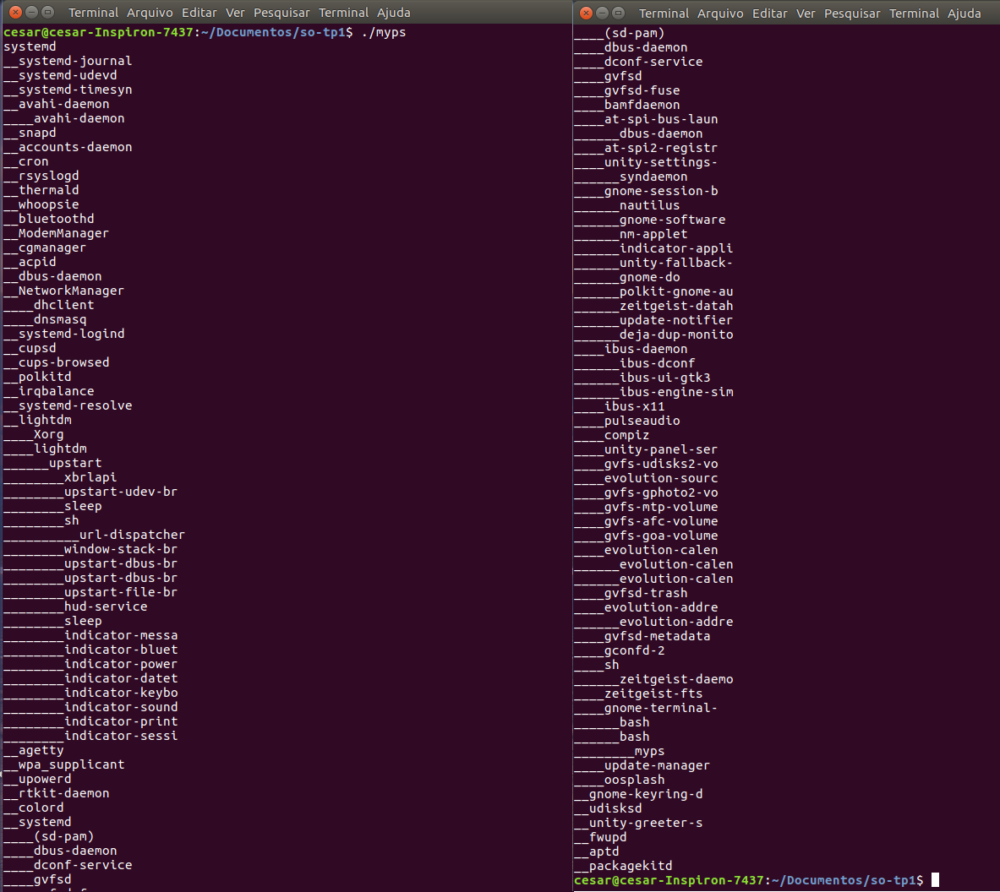 Terminal Arquivo Editar Ver Pesquisar Terminal Ajuda
cesar@cesar-Inspiron-7437:~/Documentos/so-tp1$ ./myps
systemd
__systemd-journal
__systemd-udevd
__systemd-timesyn
__avahi-daemon
____avahi-daemon
__snapd
__accounts-daemon
__cron
__rsyslogd
__thermald
__whoopsie
__bluetoothd
__ModemManager
__cgmanager
__acpid
__dbus-daemon
__NetworkManager
____dhclient
____dnsmasq
__systemd-logind
__cupsd
__cups-browsed
__polkitd
__irqbalance
__systemd-resolve
__lightdm
____Xorg
____lightdm
______upstart
________xbrlapi
________upstart-udev-br
________sleep
________sh
__________url-dispatcher
________window-stack-br
________upstart-dbus-br
________upstart-dbus-br
________upstart-file-br
________hud-service
________sleep
________indicator-messa
________indicator-bluet
________indicator-power
________indicator-datet
________indicator-keybo
________indicator-sound
________indicator-print
________indicator-sessi
__agetty
__wpa_supplicant
__upowerd
__rtkit-daemon
__colord
__systemd
____(sd-pam)
____dbus-daemon
____dconf-service
____gvfsd
Terminal Arquivo Editar Ver Pesquisar Terminal Ajuda
____(sd-pam)
____dbus-daemon
____dconf-service
____gvfsd
____gvfsd-fuse
____bamfdaemon
____at-spi-bus-laun
______dbus-daemon
____at-spi2-registr
____unity-settings-
______syndaemon
____gnome-session-b
______nautilus
______gnome-software
______nm-applet
______indicator-appli
______unity-fallback-
______gnome-do
______polkit-gnome-au
______zeitgeist-datah
______update-notifier
______deja-dup-monito
____ibus-daemon
______ibus-dconf
______ibus-ui-gtk3
______ibus-engine-sim
____ibus-x11
____pulseaudio
____compiz
____unity-panel-ser
____gvfs-udisks2-vo
____evolution-sourc
____gvfs-gphoto2-vo
____gvfs-mtp-volume
____gvfs-afc-volume
____gvfs-goa-volume
____evolution-calen
______evolution-calen
______evolution-calen
____gvfsd-trash
____evolution-addre
______evolution-addre
____gvfsd-metadata
____gconfd-2
____sh
______zeitgeist-daemo
____zeitgeist-fts
____gnome-terminal-
______bash
______bash
________myps
____update-manager
____oosplash
__gnome-keyring-d
__udisksd
__unity-greeter-s
__fwupd
__aptd
__packagekitd
cesar@cesar-Inspiron-7437:~/Documentos/so-tp1$